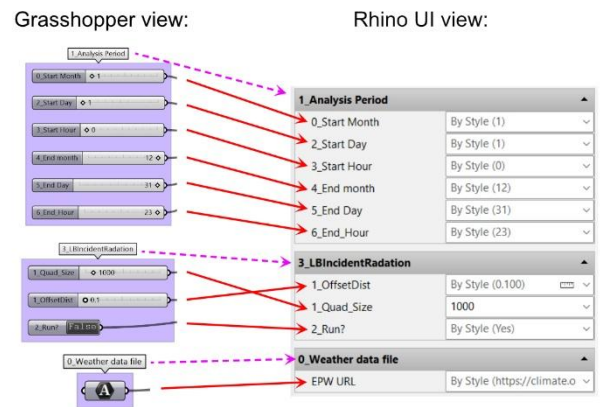 Grasshopper view:
Rhino UI view:
1_Analysis Period
0_Start Month 1
2_Start Day 1
3_Start Hour 0
4_End month 12
5_End Day 31
6_End_Hour 23
3_LBIncidentRadation
1_Quad_Size 1000
1_OffsetDist 0.1
2_Run? False
0_Weather data file
A
1_Analysis Period
0_Start Month By Style (1)
2_Start Day By Style (1)
3_Start Hour By Style (0)
4_End month By Style (12)
5_End Day By Style (31)
6_End_Hour By Style (23)
3_LBIncidentRadation
1_OffsetDist By Style (0.100)
1_Quad_Size 1000
2_Run? By Style (Yes)
0_Weather data file
EPW URL By Style (https://climate.o